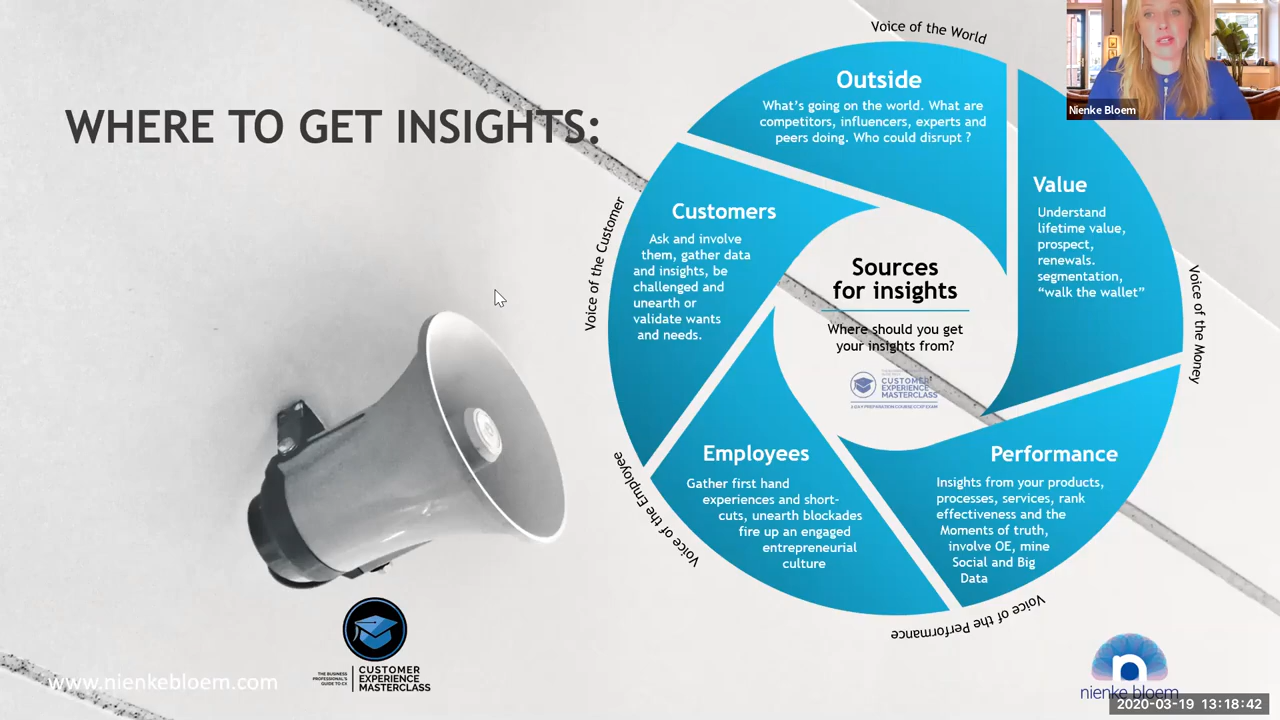 WHERE TO GET INSIGHTS:
Voice of the World
Outside
What's going on the world. What are
competitors, influencers, experts and
peers doing. Who could disrupt ?
Nienke Bloem
Value
Understand
lifetime value,
prospect,
renewals.
segmentation,
“walk the wallet”
Voice of the Money
Customers
Ask and involve
them, gather data
and insights, be
challenged and
unearth or
validate wants
and needs.
Voice of the Customer
Sources
for insights
Where should you get
your insights from?
CUSTOMER
EXPERIENCE
MASTERCLASS
Employees
Gather first hand
experiences and short-
cuts, unearth blockades
fire up an engaged
entrepreneurial
culture
Voice of the Employee
Performance
Insights from your products,
processes, services, rank
effectiveness and the
Moments of truth,
involve OE, mine
Social and Big
Data
Voice of the Performance
THE BUSINESS
PROFESSIONAL'S
GUIDE TO CX
CUSTOMER
EXPERIENCE
MASTERCLASS
www.nienkebloem.com
n
nienke bloem
2020-03-19 13:18:42